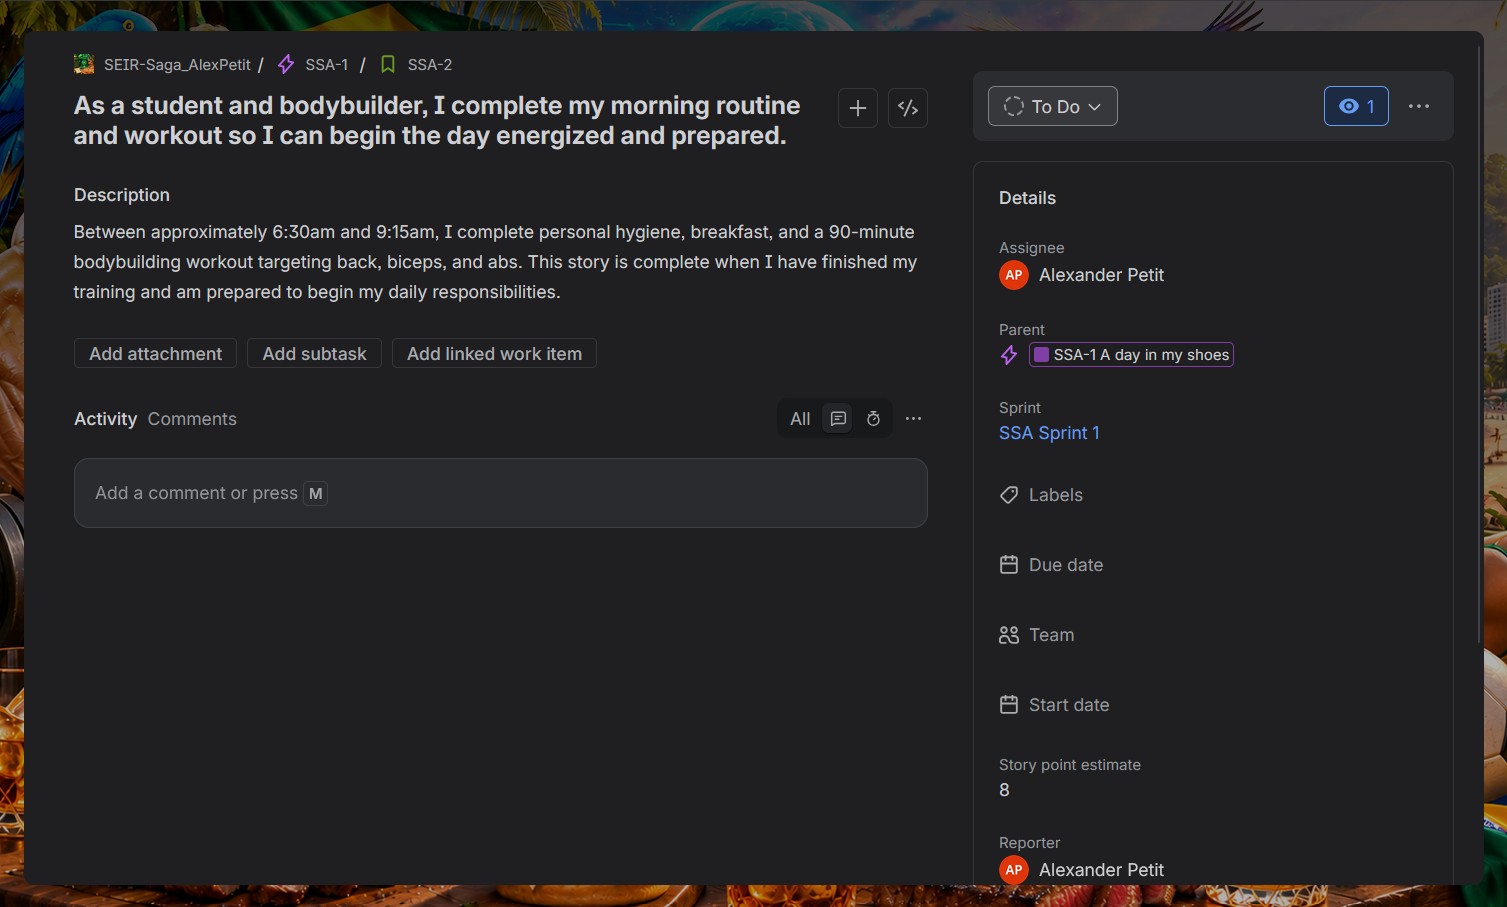 SEIR-Saga_AlexPetit / SSA-1 / SSA-2
As a student and bodybuilder, I complete my morning routine
and workout so I can begin the day energized and prepared.
Description
Between approximately 6:30am and 9:15am, I complete personal hygiene, breakfast, and a 90-minute
bodybuilding workout targeting back, biceps, and abs. This story is complete when I have finished my
training and am prepared to begin my daily responsibilities.
Add attachment Add subtask Add linked work item
Activity Comments All
Add a comment or press M
To Do 1
Details
Assignee
AP Alexander Petit
Parent
SSA-1 A day in my shoes
Sprint
SSA Sprint 1
Labels
Due date
Team
Start date
Story point estimate
8
Reporter
AP Alexander Petit